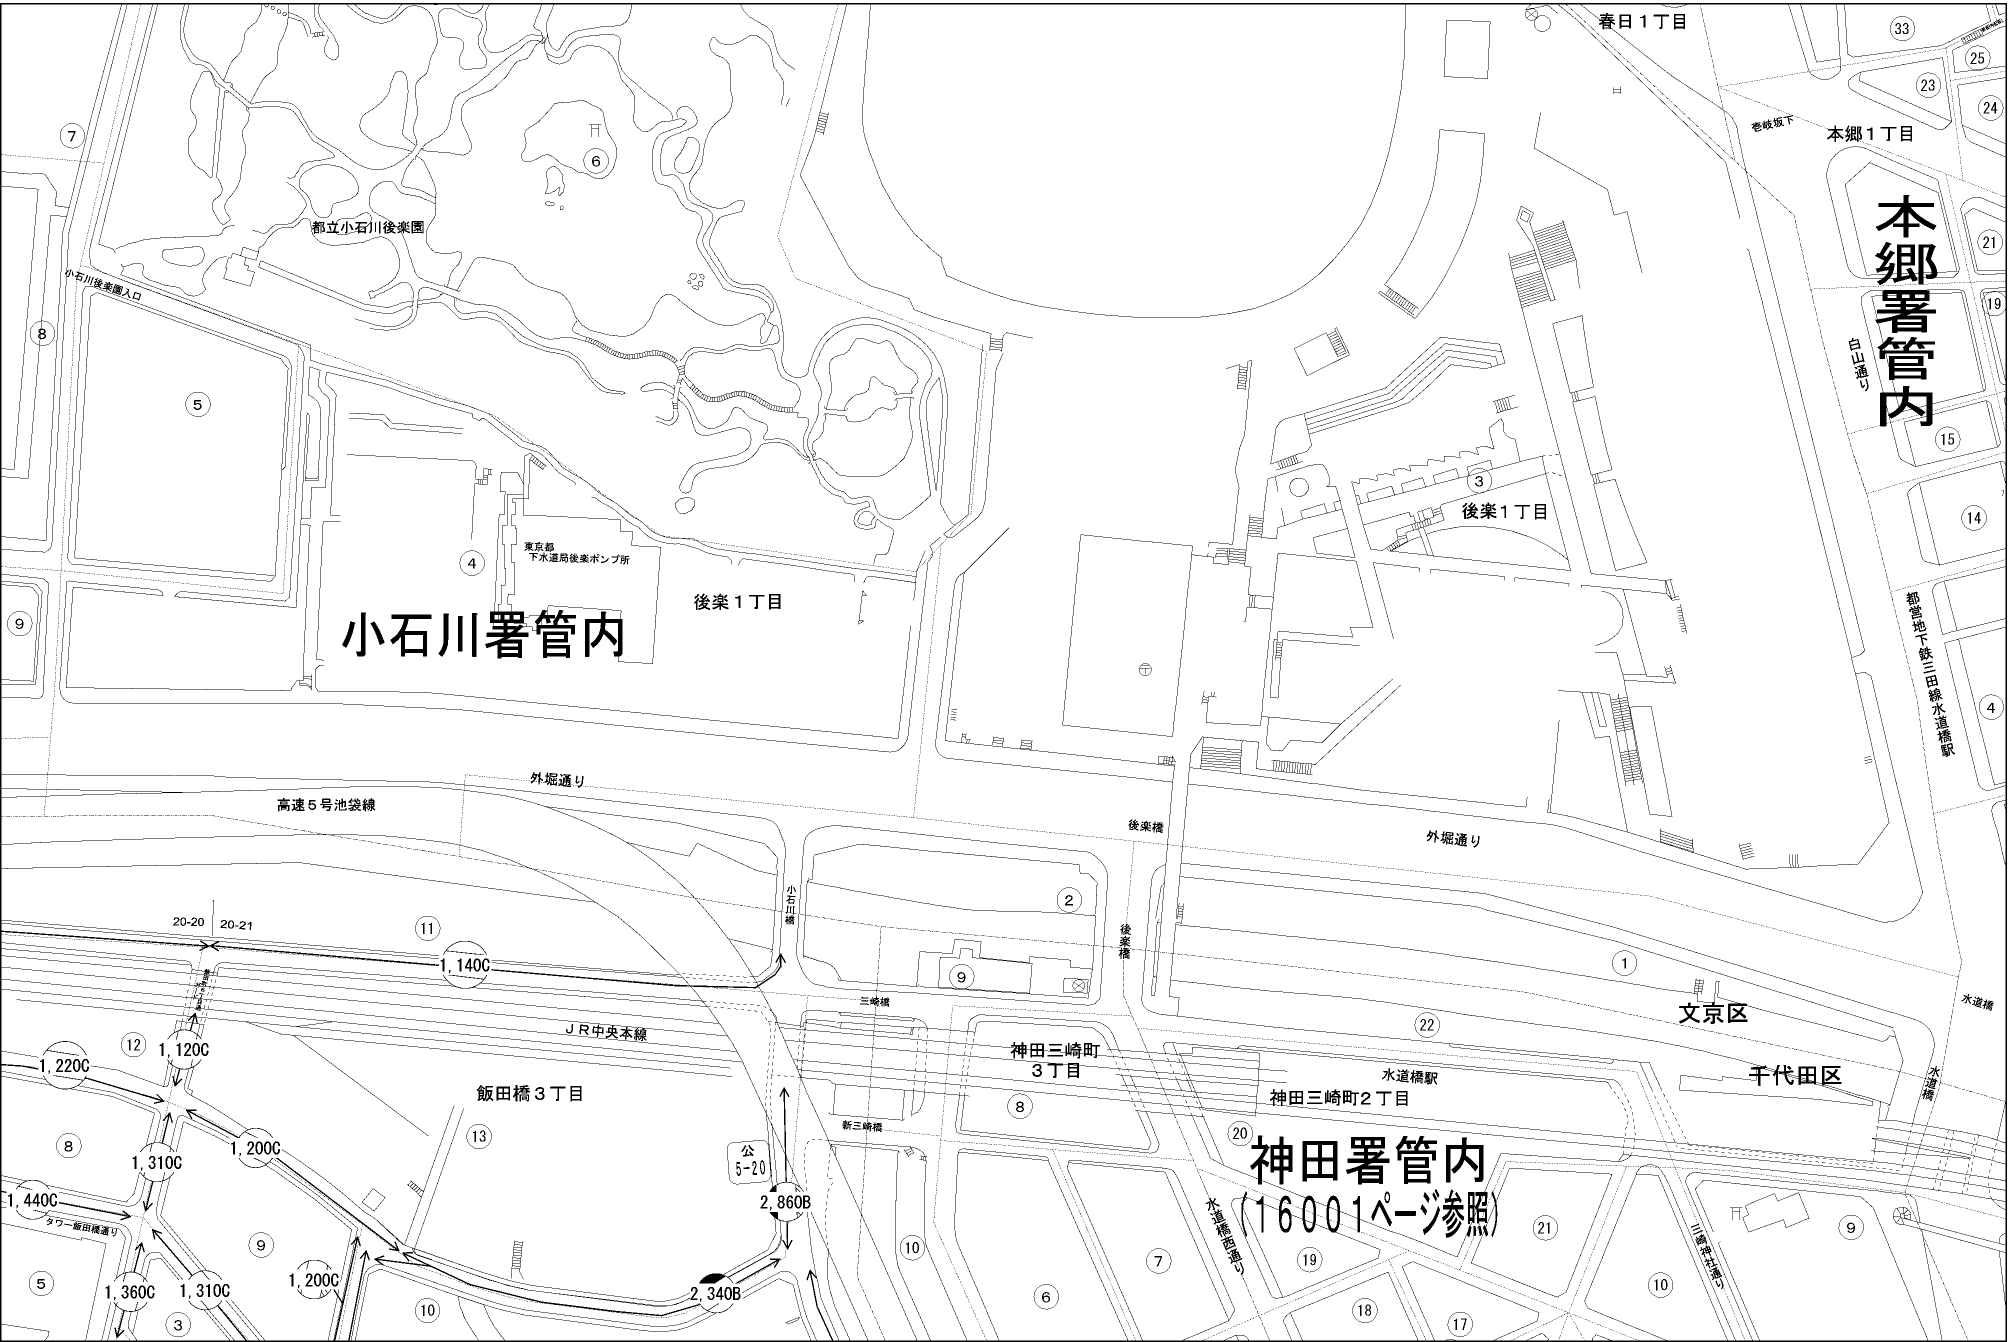 春日１丁目
33
25
23
24
壱岐坂下
本郷１丁目
7
6
本郷署管内
21
都立小石川後楽園
小石川後楽園入口
19
8
白山通り
5
15
3
後楽１丁目
14
東京都
下水道局後楽ポンプ所
4
後楽１丁目
小石川署管内
9
都営地下鉄三田線水道橋駅
4
外堀通り
高速５号池袋線
後楽橋
外堀通り
小石川橋
2
20-20
20-21
11
後楽橋
1,140C
9
1
三崎橋
文京区
水道橋
22
ＪＲ中央本線
12
1,120C
1,220C
神田三崎町
３丁目
水道橋駅
千代田区
水道橋
飯田橋３丁目
神田三崎町２丁目
8
13
新三崎橋
20
8
1,200C
1,310C
公
5-20
神田署管内
(１６００１ページ参照)
1,440C
タワー飯田橋通り
2,860B
水道橋西通り
三崎神社通り
21
9
9
10
7
19
5
1,360C
1,310C
1,200C
2,340B
10
3
10
6
18
17